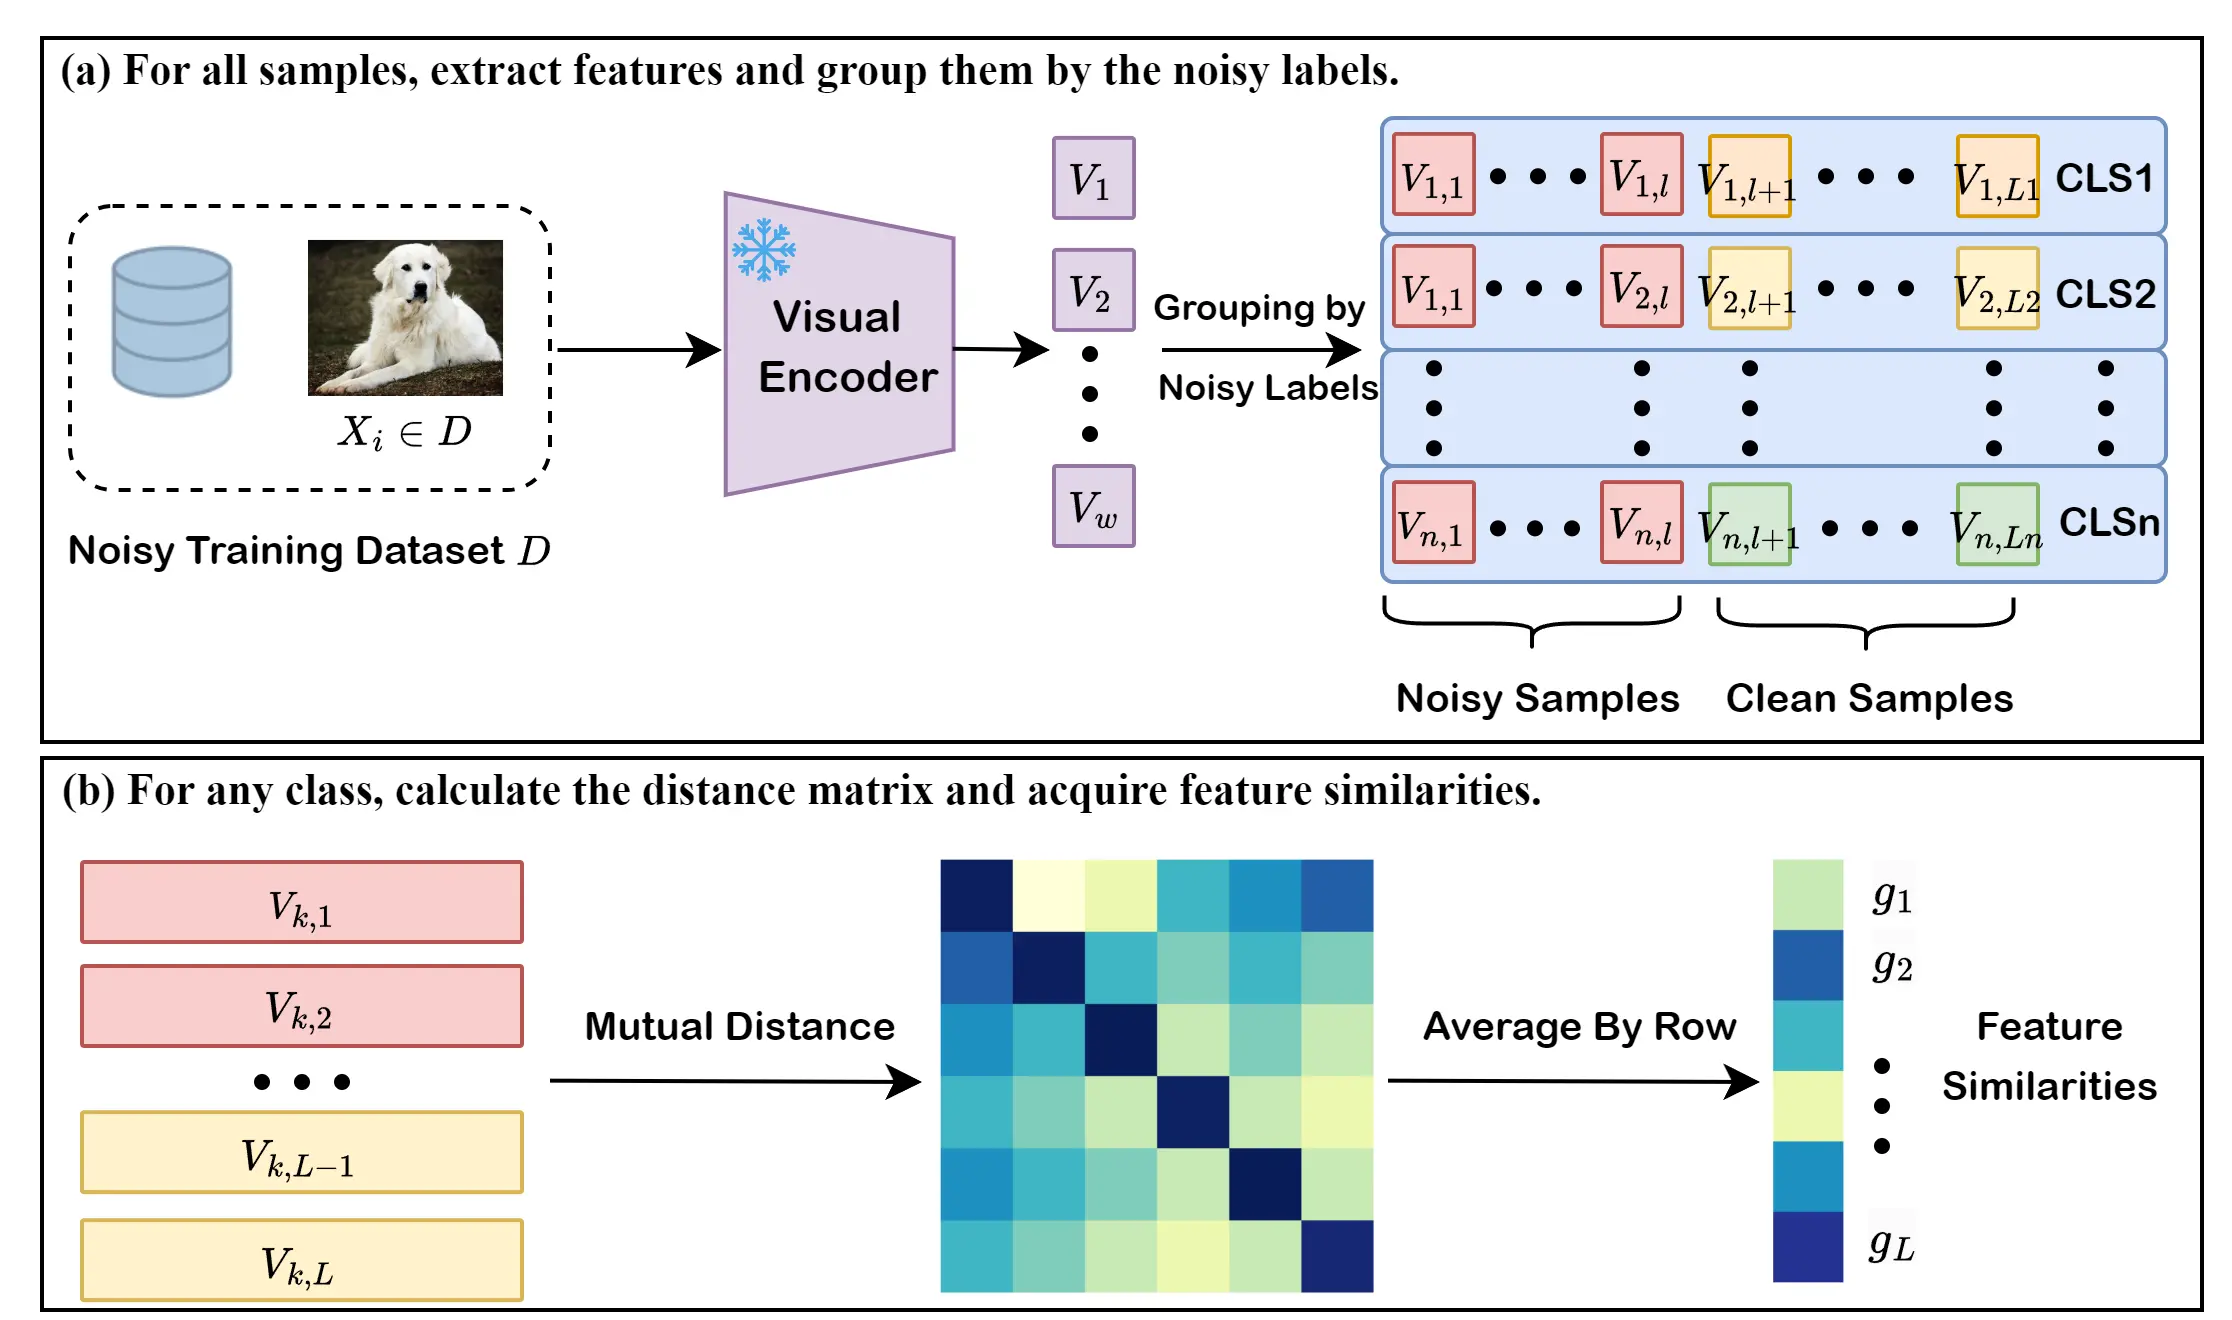 (a) For all samples, extract features and group them by the noisy labels.
X_i ∈ D
Noisy Training Dataset D
Visual
Encoder
V_1
V_2
V_w
Grouping by
Noisy Labels
V_{1,1} V_{1,l} V_{1,l+1} V_{1,L1} CLS1
V_{1,1} V_{2,l} V_{2,l+1} V_{2,L2} CLS2
V_{n,1} V_{n,l} V_{n,l+1} V_{n,Ln} CLSn
Noisy Samples Clean Samples
(b) For any class, calculate the distance matrix and acquire feature similarities.
V_{k,1}
V_{k,2}
V_{k,L−1}
V_{k,L}
Mutual Distance
Average By Row
g_1
g_2
g_L
Feature
Similarities